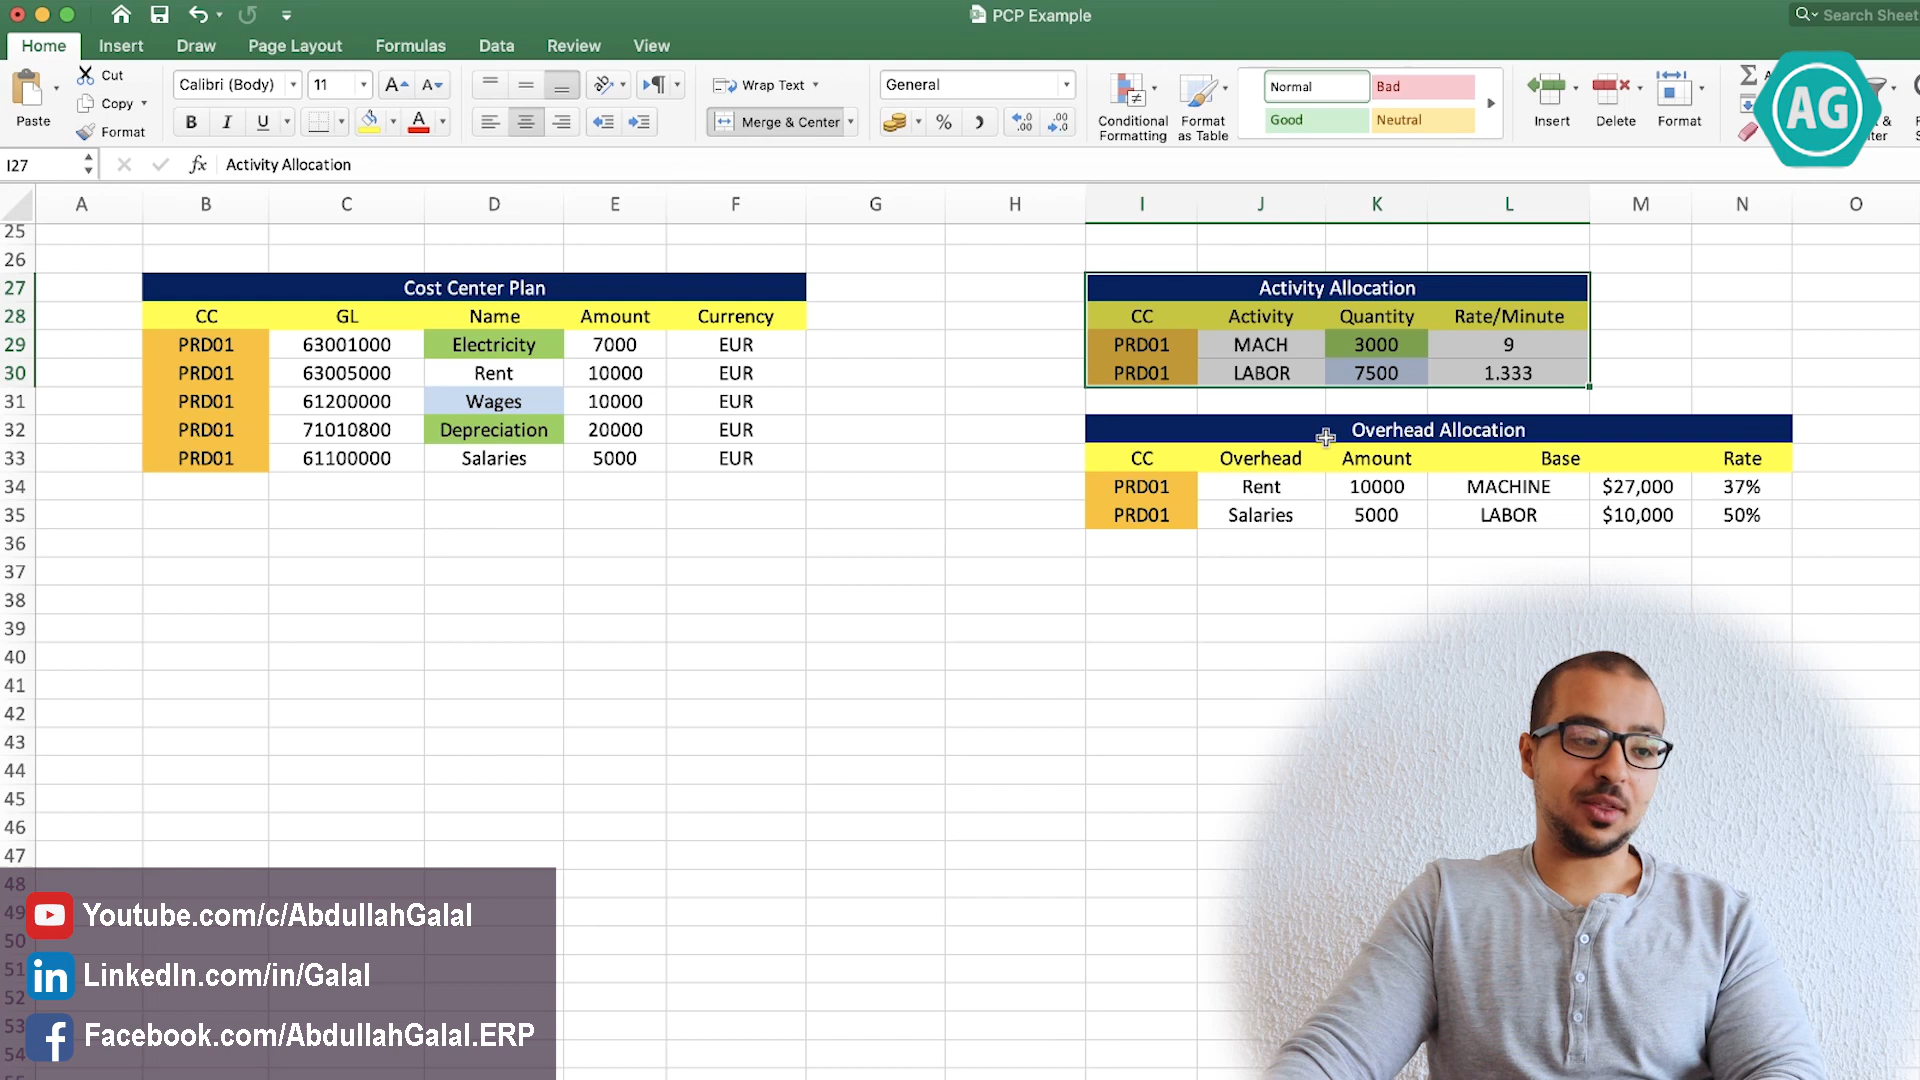 PCP Example
Search Sheet
Home Insert Draw Page Layout Formulas Data Review View
Paste
Cut
Copy
Format
Calibri (Body) 11
A A
B I U A
Wrap Text
Merge & Center
General
%
Conditional Formatting
Format as Table
Normal Bad
Good Neutral
Insert Delete Format
AG
I27 fx Activity Allocation
A B C D E F G H I J K L M N O
25
26
27 Cost Center Plan Activity Allocation
28 CC GL Name Amount Currency CC Activity Quantity Rate/Minute
29 PRD01 63001000 Electricity 7000 EUR PRD01 MACH 3000 9
30 PRD01 63005000 Rent 10000 EUR PRD01 LABOR 7500 1.333
31 PRD01 61200000 Wages 10000 EUR
32 PRD01 71010800 Depreciation 20000 EUR Overhead Allocation
33 PRD01 61100000 Salaries 5000 EUR CC Overhead Amount Base Rate
34 PRD01 Rent 10000 MACHINE $27,000 37%
35 PRD01 Salaries 5000 LABOR $10,000 50%
36
37
38
39
40
41
42
43
44
45
46
47
48
49
50
51
52
53
54
Youtube.com/c/AbdullahGalal
LinkedIn.com/in/Galal
Facebook.com/AbdullahGalal.ERP